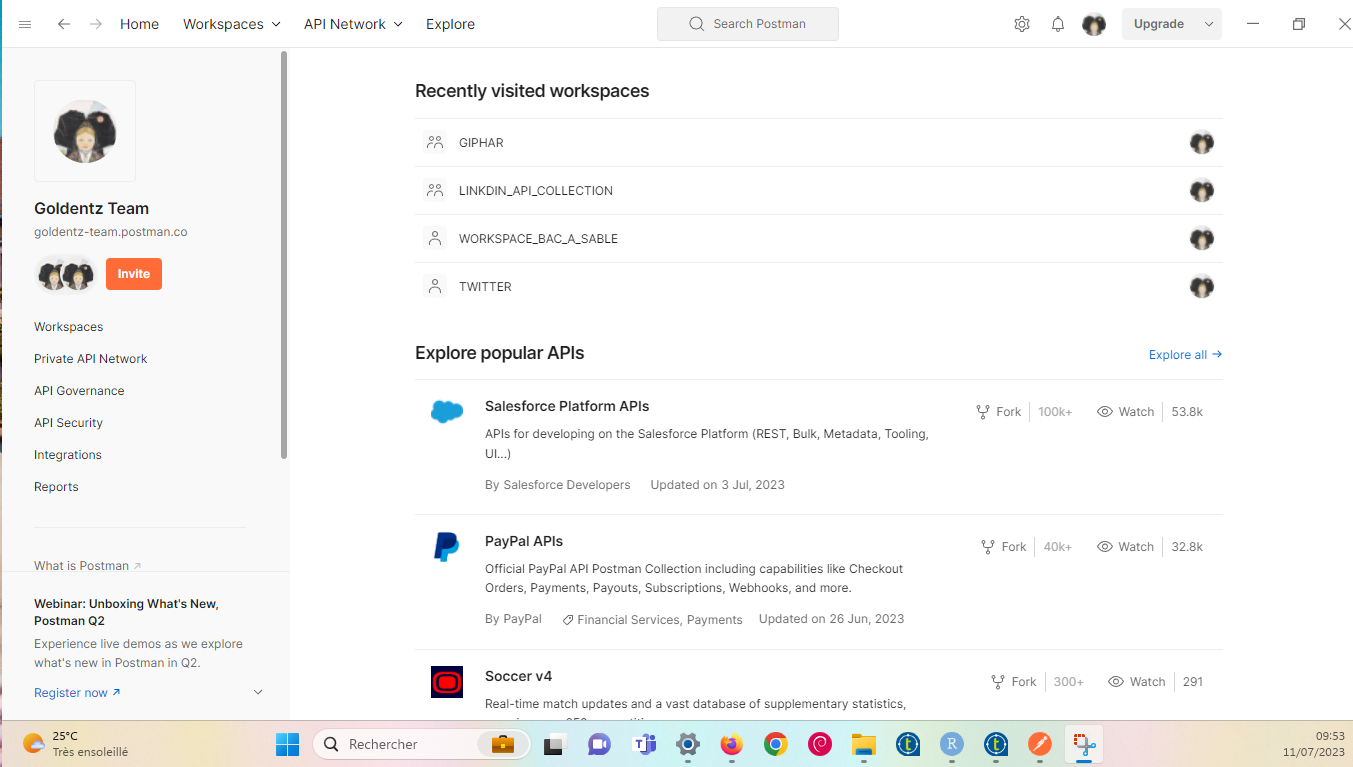 Home Workspaces API Network Explore Search Postman Upgrade
Goldentz Team
goldentz-team.postman.co
Invite
Workspaces
Private API Network
API Governance
API Security
Integrations
Reports
What is Postman
Webinar: Unboxing What's New,
Postman Q2
Experience live demos as we explore
what's new in Postman in Q2.
Register now
Recently visited workspaces
GIPHAR
LINKDIN_API_COLLECTION
WORKSPACE_BAC_A_SABLE
TWITTER
Explore popular APIs Explore all
Salesforce Platform APIs Fork 100k+ Watch 53.8k
APIs for developing on the Salesforce Platform (REST, Bulk, Metadata, Tooling,
UI...)
By Salesforce Developers Updated on 3 Jul, 2023
PayPal APIs Fork 40k+ Watch 32.8k
Official PayPal API Postman Collection including capabilities like Checkout
Orders, Payments, Payouts, Subscriptions, Webhooks, and more.
By PayPal Financial Services, Payments Updated on 26 Jun, 2023
Soccer v4 Fork 300+ Watch 291
Real-time match updates and a vast database of supplementary statistics,
25°C
Très ensoleillé
Rechercher
09:53
11/07/2023